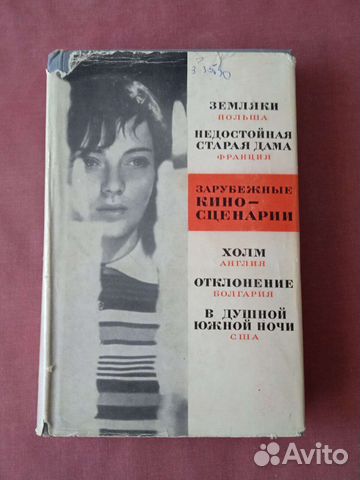 ЗЕМЛЯКИ
ПОЛЬША
НЕДОСТОЙНАЯ
СТАРАЯ ДАМА
ФРАНЦИЯ
ЗАРУБЕЖНЫЕ
КИНО—
СЦЕНАРИИ
ХОЛМ
АНГЛИЯ
ОТКЛОНЕНИЕ
БОЛГАРИЯ
В ДУШНОЙ
ЮЖНОЙ НОЧИ
США
Avito